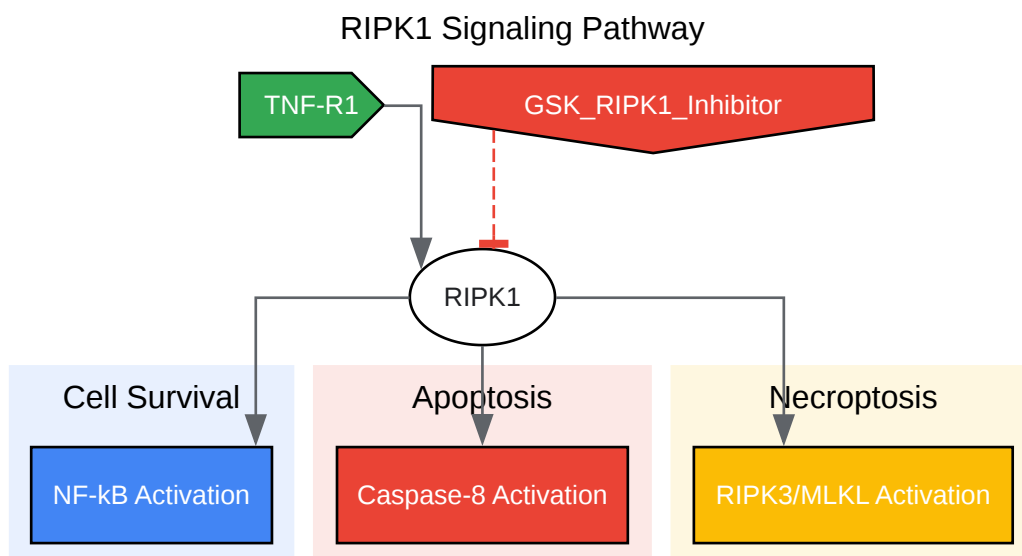 RIPK1 Signaling Pathway
TNF-R1
GSK_RIPK1_Inhibitor
RIPK1
Cell Survival
Apoptosis
Necroptosis
NF-kB Activation
Caspase-8 Activation
RIPK3/MLKL Activation